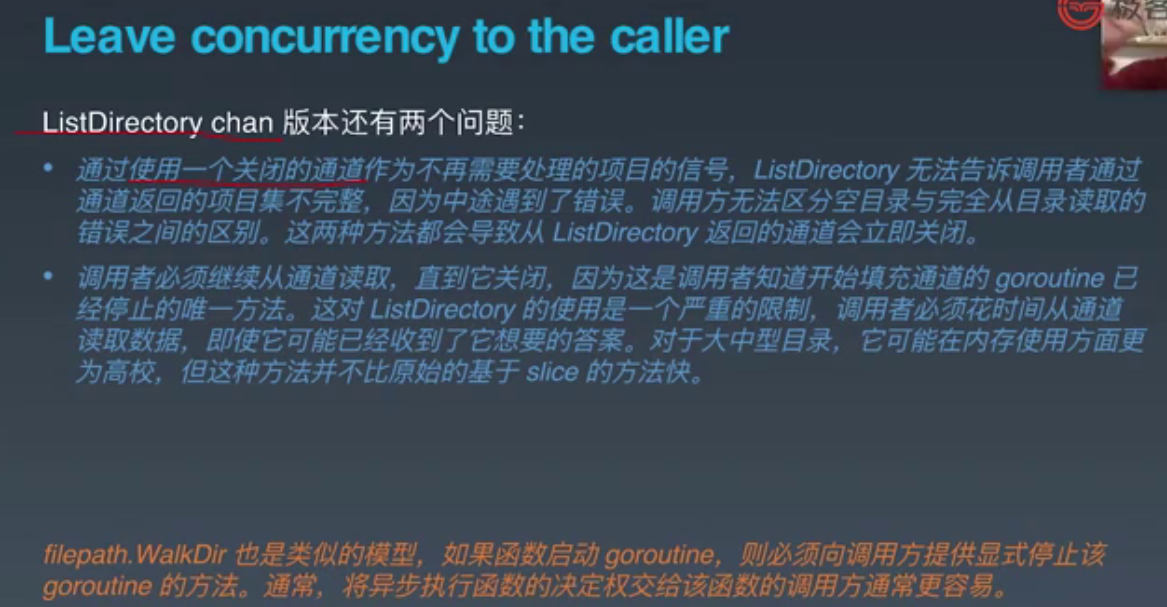 Leave concurrency to the caller
ListDirectory chan 版本还有两个问题：
• 通过使用一个关闭的通道作为不再需要处理的项目的信号，ListDirectory 无法告诉调用者通过
通道返回的项目集不完整，因为中途遇到了错误。调用方无法区分空目录与完全从目录读取的
错误之间的区别。这两种方法都会导致从 ListDirectory 返回的通道会立即关闭。
• 调用者必须继续从通道读取，直到它关闭，因为这是调用者知道开始填充通道的 goroutine 已
经停止的唯一方法。这对 ListDirectory 的使用是一个严重的限制，调用者必须花时间从通道
读取数据，即使它可能已经收到了它想要的答案。对于大中型目录，它可能在内存使用方面更
为高校，但这种方法并不比原始的基于 slice 的方法快。
filepath.WalkDir 也是类似的模型，如果函数启动 goroutine，则必须向调用方提供显式停止该
goroutine 的方法。通常，将异步执行函数的决定权交给该函数的调用方通常更容易。